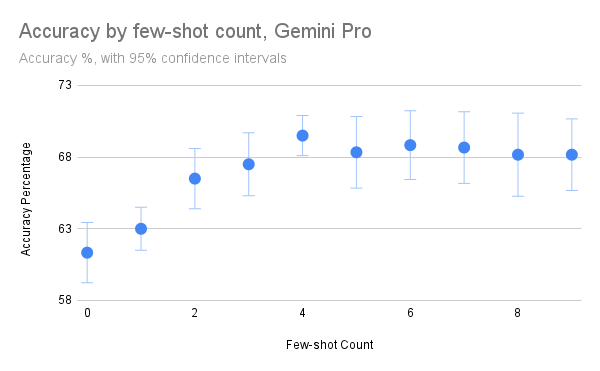 Accuracy by few-shot count, Gemini Pro
Accuracy %, with 95% confidence intervals
73
68
63
58
Accuracy Percentage
0 2 4 6 8
Few-shot Count